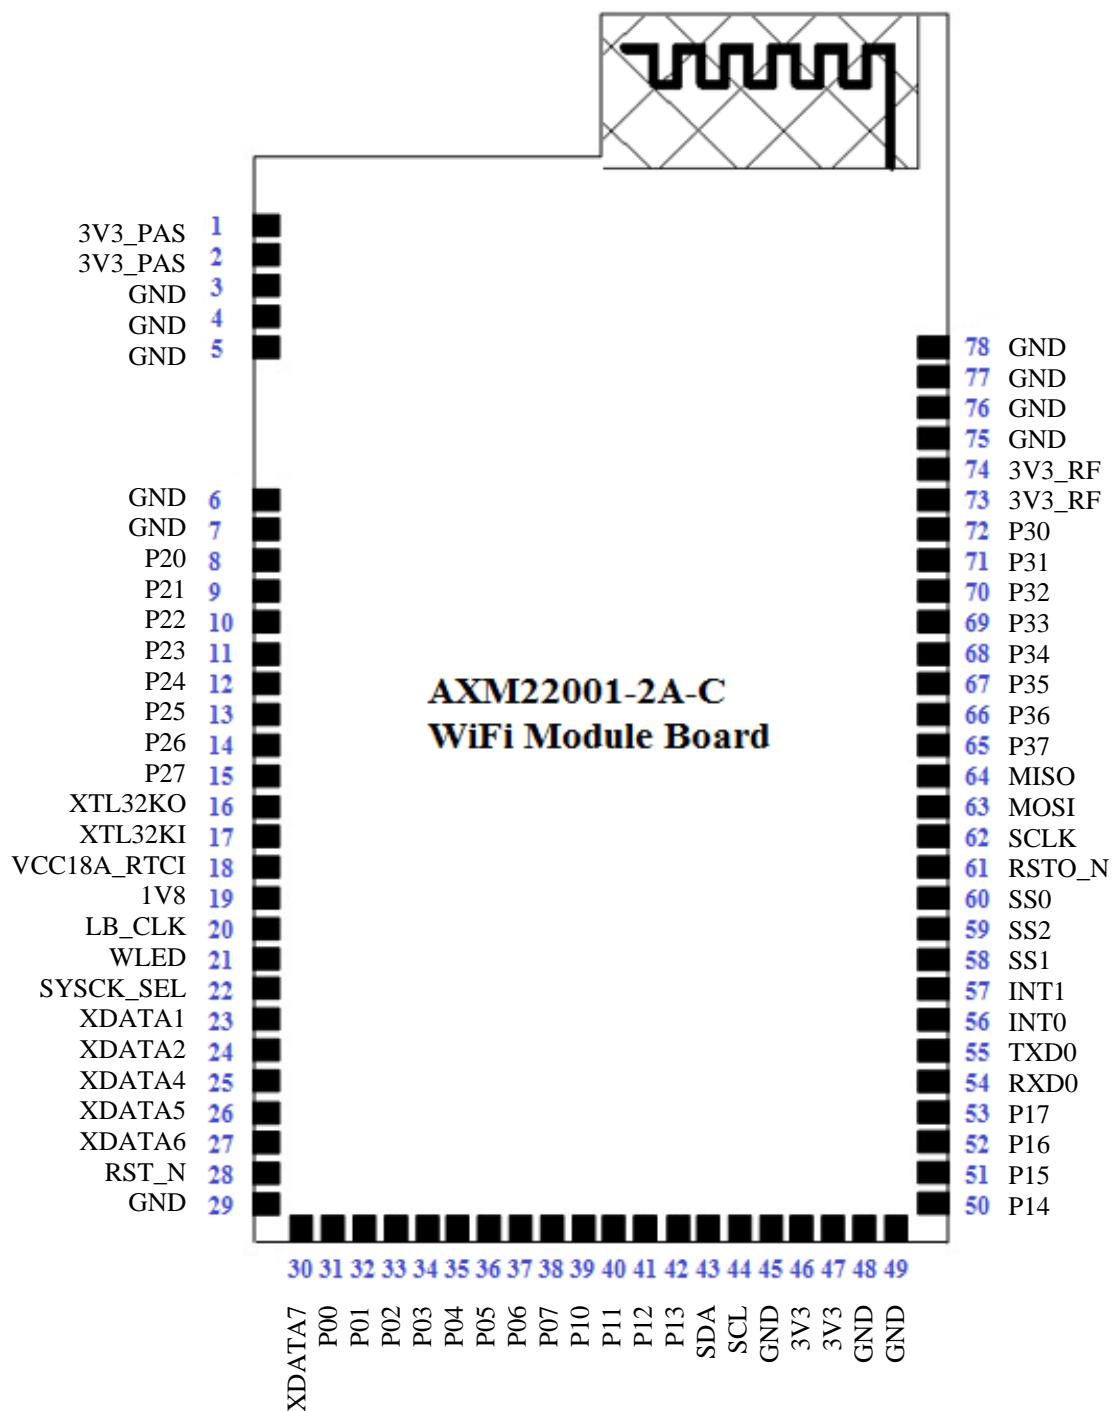 3V3_PAS 1
3V3_PAS 2
GND 3
GND 4
GND 5
GND 6
GND 7
P20 8
P21 9
P22 10
P23 11
P24 12
P25 13
P26 14
P27 15
XTL32KO 16
XTL32KI 17
VCC18A_RTCI 18
1V8 19
LB_CLK 20
WLED 21
SYSCK_SEL 22
XDATA1 23
XDATA2 24
XDATA4 25
XDATA5 26
XDATA6 27
RST_N 28
GND 29
AXM22001-2A-C
WiFi Module Board
78 GND
77 GND
76 GND
75 GND
74 3V3_RF
73 3V3_RF
72 P30
71 P31
70 P32
69 P33
68 P34
67 P35
66 P36
65 P37
64 MISO
63 MOSI
62 SCLK
61 RSTO_N
60 SS0
59 SS2
58 SS1
57 INT1
56 INT0
55 TXD0
54 RXD0
53 P17
52 P16
51 P15
50 P14
30 31 32 33 34 35 36 37 38 39 40 41 42 43 44 45 46 47 48 49
XDATA7
P00
P01
P02
P03
P04
P05
P06
P07
P10
P11
P12
P13
SDA
SCL
GND
3V3
3V3
GND
GND